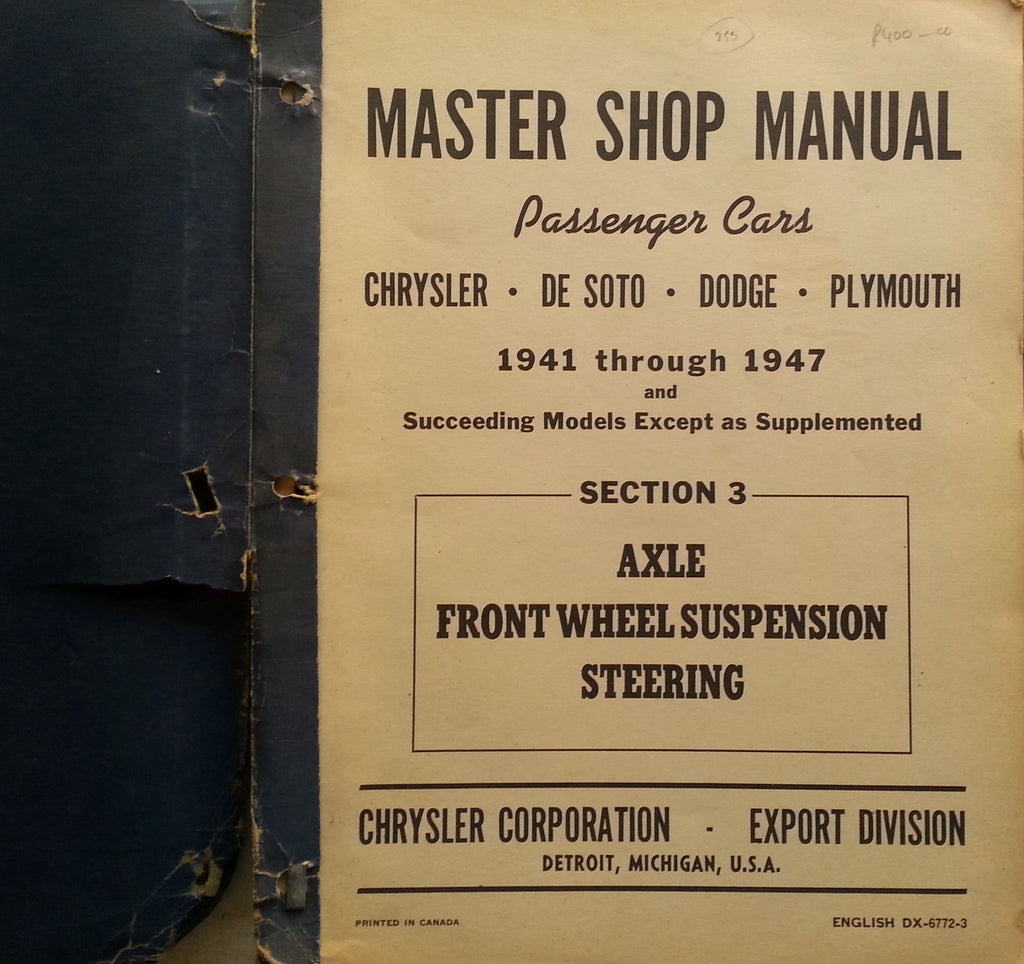 R400-00
MASTER SHOP MANUAL
Passenger Cars
CHRYSLER • DE SOTO • DODGE • PLYMOUTH
1941 through 1947
and
Succeeding Models Except as Supplemented
SECTION 3
AXLE
FRONT WHEEL SUSPENSION
STEERING
CHRYSLER CORPORATION - EXPORT DIVISION
DETROIT, MICHIGAN, U.S.A.
PRINTED IN CANADA ENGLISH DX-6772-3